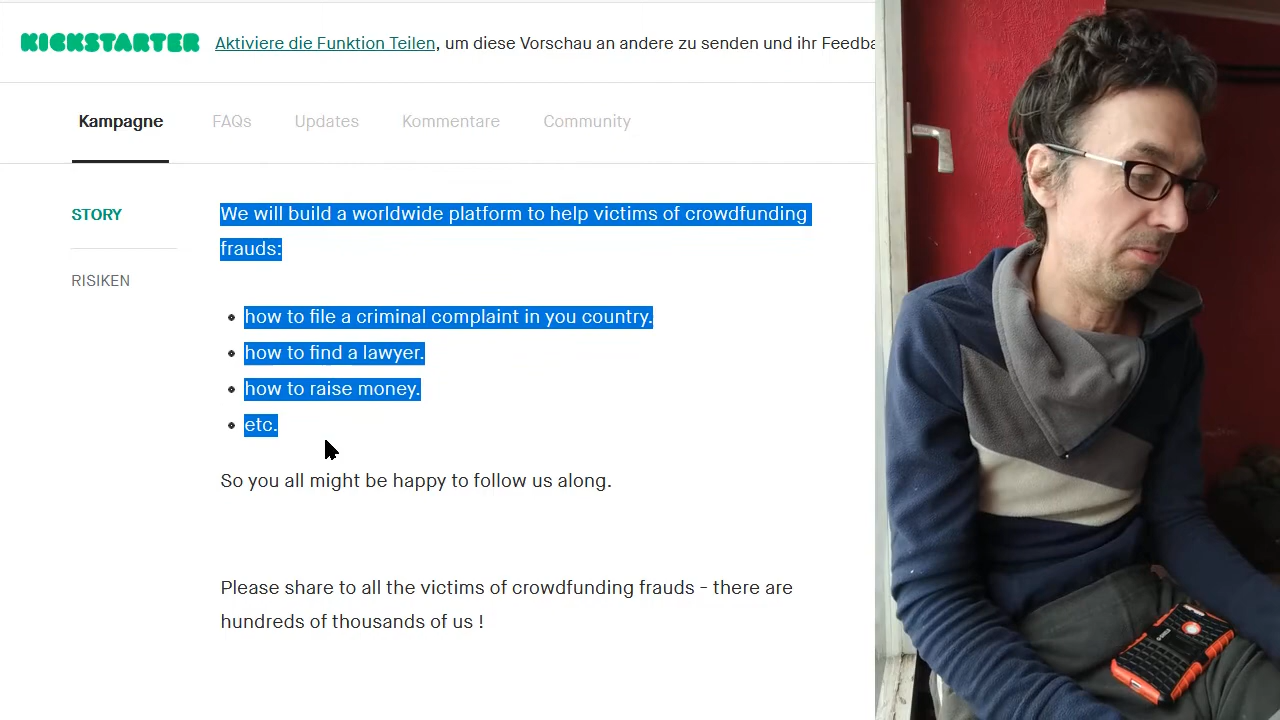 KICKSTARTER
Aktiviere die Funktion Teilen, um diese Vorschau an andere zu senden und ihr Feedba
Kampagne
FAQs
Updates
Kommentare
Community
STORY
RISIKEN
We will build a worldwide platform to help victims of crowdfunding
frauds:
how to file a criminal complaint in you country.
how to find a lawyer.
how to raise money.
etc.
So you all might be happy to follow us along.
Please share to all the victims of crowdfunding frauds - there are
hundreds of thousands of us !